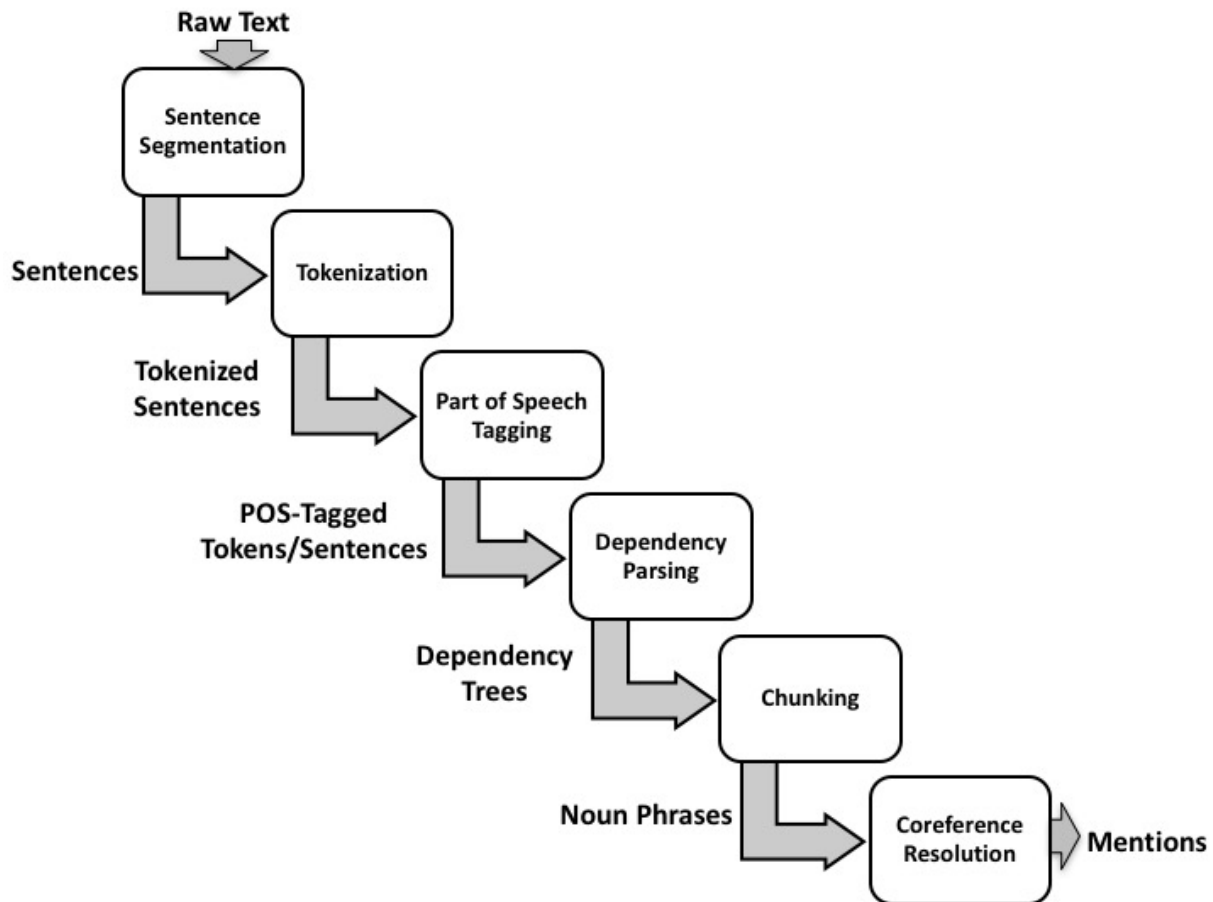 Raw Text
Sentence
Segmentation
Sentences
Tokenization
Tokenized
Sentences
Part of Speech
Tagging
POS-Tagged
Tokens/Sentences
Dependency
Parsing
Dependency
Trees
Chunking
Noun Phrases
Coreference
Resolution
Mentions